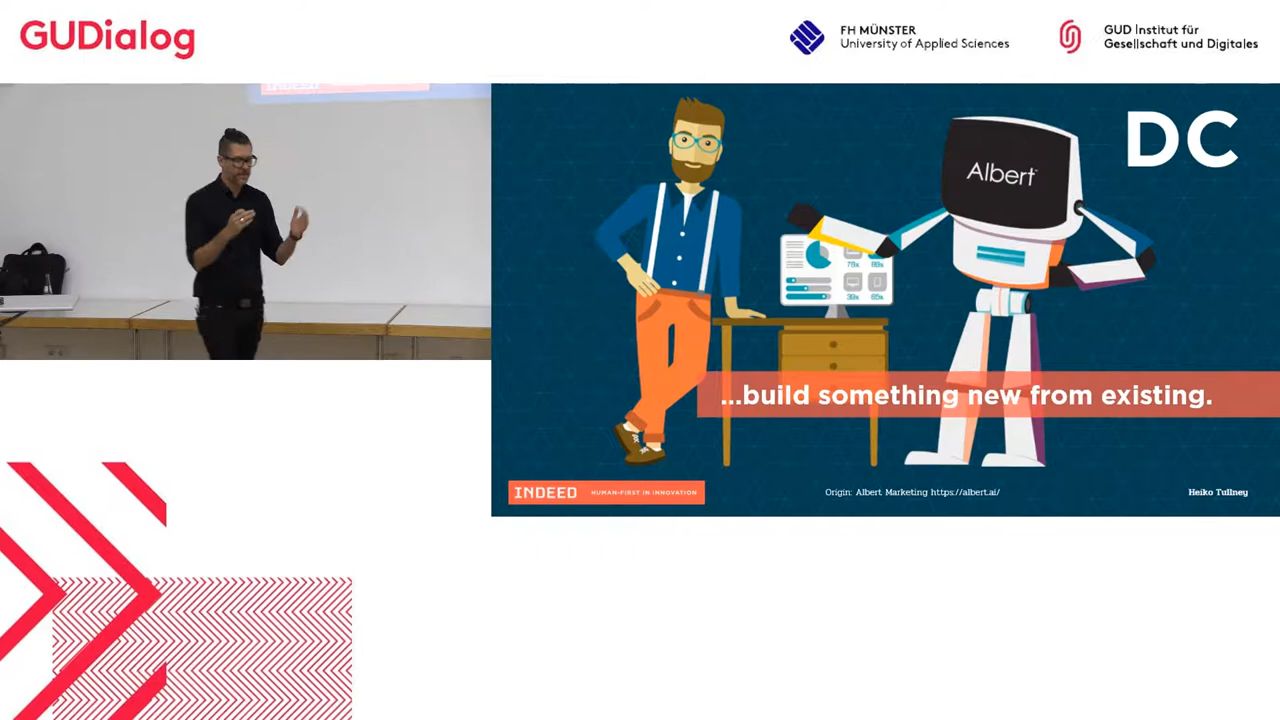 GUDialog
FH MÜNSTER
University of Applied Sciences
GUD Institut für
Gesellschaft und Digitales
INDEED
DC
Albert
...build something new from existing.
INDEED HUMAN-FIRST IN INNOVATION
Origin: Albert Marketing https://albert.ai/
Heiko Tullney